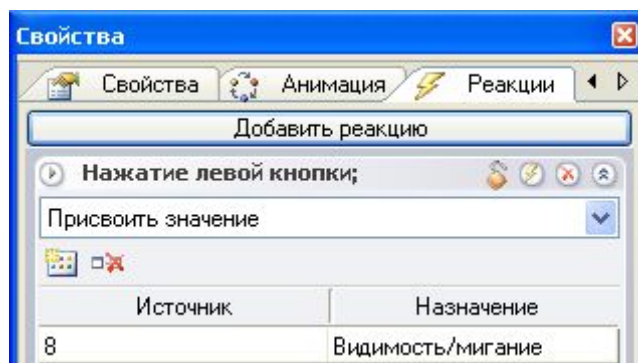 Свойства
Свойства Анимация Реакции
Добавить реакцию
Нажатие левой кнопки;
Присвоить значение
Источник Назначение
8 Видимость/мигание